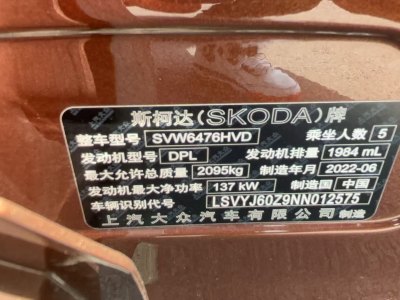 斯柯达(SKODA)牌
整车型号 SVW6476HVD 乘坐人数 5
发动机型号 DPL 发动机排量 1984 mL
最大允许总质量 2095kg 制造年月 2022-06
发动机最大净功率 137 kW 制造国 中国
车辆识别代号 LSVYJ60Z9NN012575
上汽大众汽车有限公司 制造